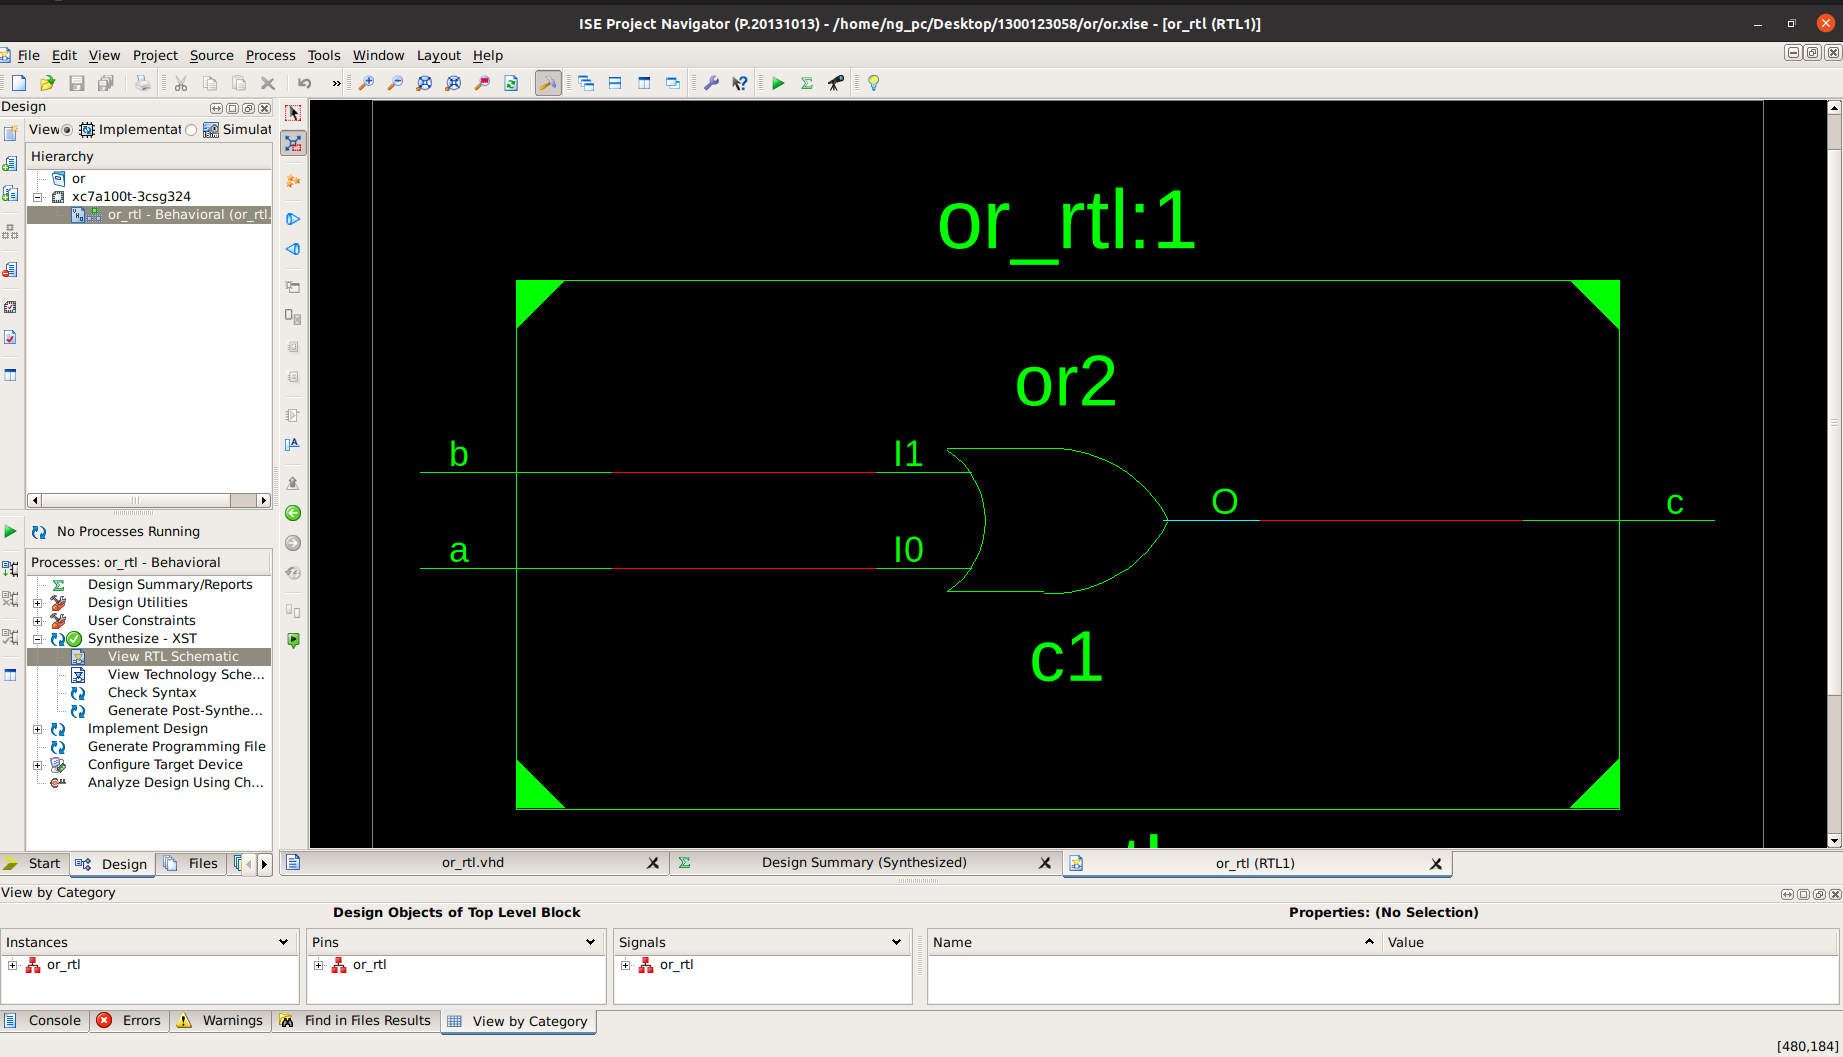 ISE Project Navigator (P.20131013) - /home/ng_pc/Desktop/1300123058/or/or.xise - [or_rtl (RTL1)]
File Edit View Project Source Process Tools Window Layout Help
Design
View Implementat Simulat
Hierarchy
or
xc7a100t-3csg324
or_rtl - Behavioral (or_rtl.
No Processes Running
Processes: or_rtl - Behavioral
Design Summary/Reports
Design Utilities
User Constraints
Synthesize - XST
View RTL Schematic
View Technology Sche...
Check Syntax
Generate Post-Synthe...
Implement Design
Generate Programming File
Configure Target Device
Analyze Design Using Ch...
Start Design Files
or_rtl:1
or2
b I1
O c
a I0
c1
or_rtl.vhd Design Summary (Synthesized) or_rtl (RTL1)
View by Category
Design Objects of Top Level Block Properties: (No Selection)
Instances Pins Signals Name Value
or_rtl or_rtl or_rtl
Console Errors Warnings Find in Files Results View by Category
[480,184]